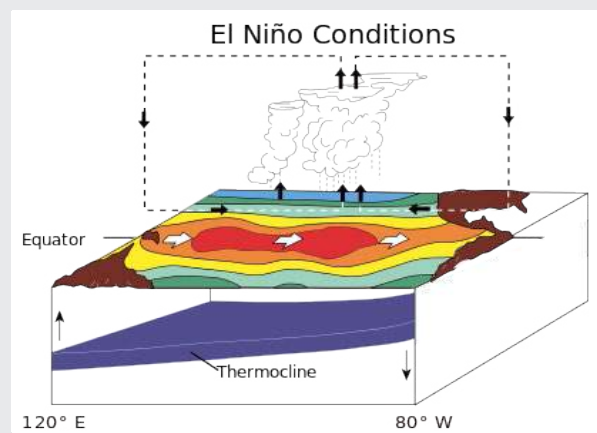 El Niño Conditions
Equator
Thermocline
120° E
80° W